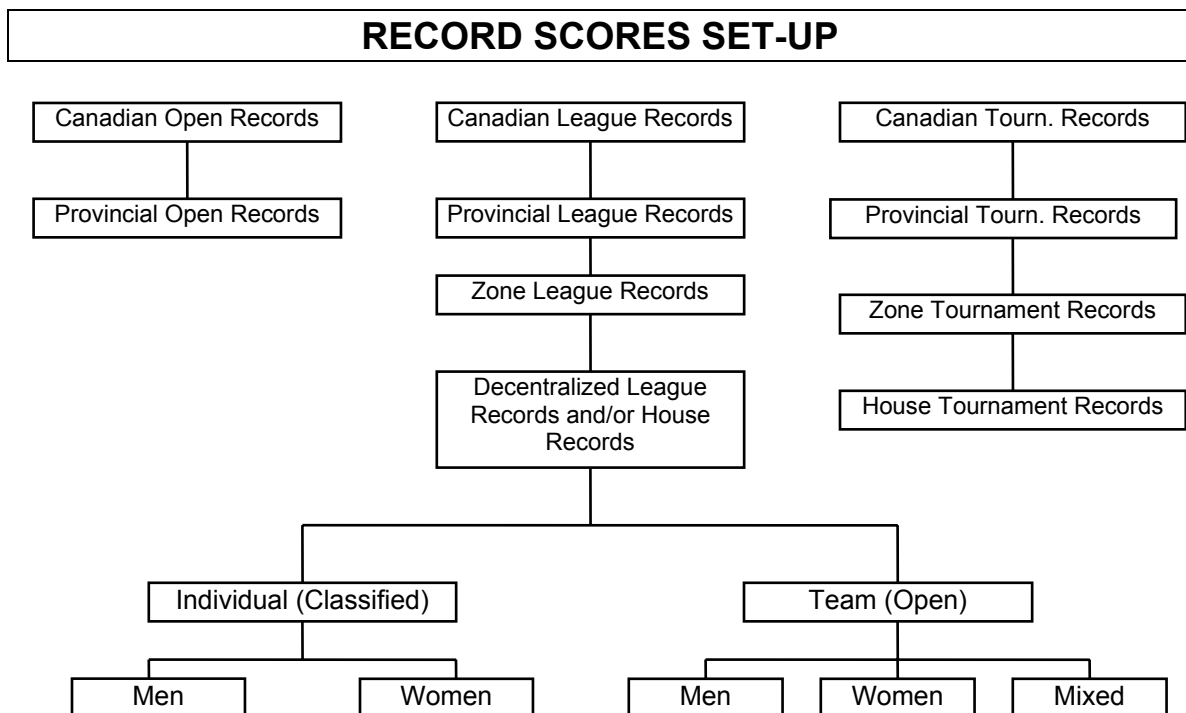 RECORD SCORES SET-UP
Canadian Open Records
Canadian League Records
Canadian Tourn. Records
Provincial Open Records
Provincial League Records
Provincial Tourn. Records
Zone League Records
Zone Tournament Records
Decentralized League
Records and/or House
Records
House Tournament Records
Individual (Classified)
Team (Open)
Men
Women
Men
Women
Mixed